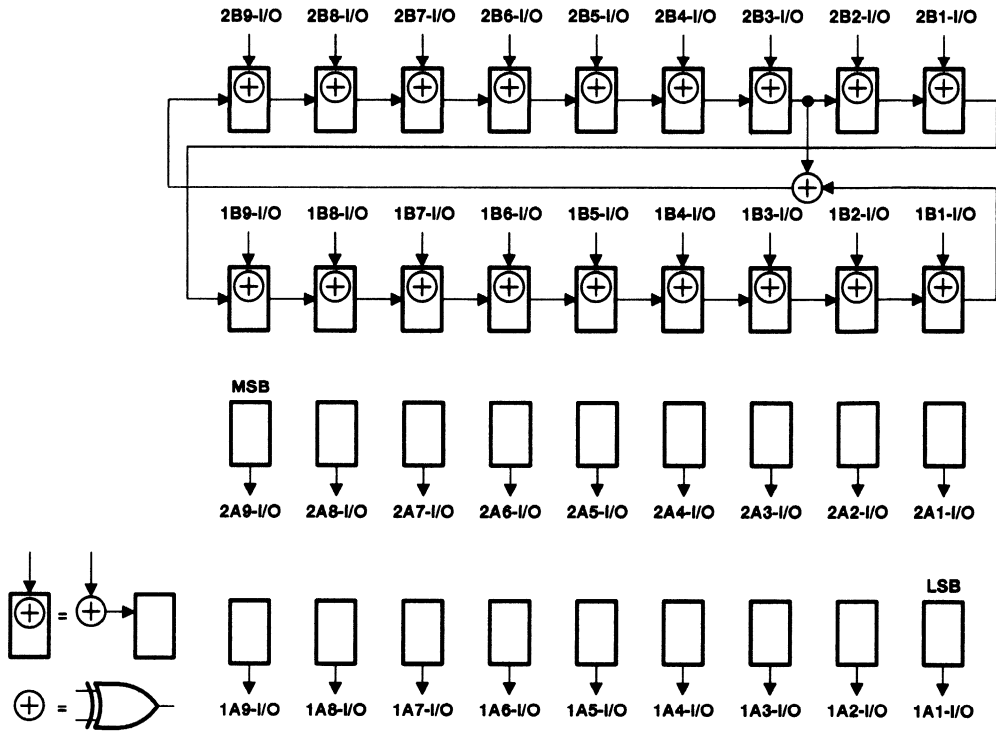 2B9-I/O 2B8-I/O 2B7-I/O 2B6-I/O 2B5-I/O 2B4-I/O 2B3-I/O 2B2-I/O 2B1-I/O
1B9-I/O 1B8-I/O 1B7-I/O 1B6-I/O 1B5-I/O 1B4-I/O 1B3-I/O 1B2-I/O 1B1-I/O
MSB
2A9-I/O 2A8-I/O 2A7-I/O 2A6-I/O 2A5-I/O 2A4-I/O 2A3-I/O 2A2-I/O 2A1-I/O
LSB
=
=
1A9-I/O 1A8-I/O 1A7-I/O 1A6-I/O 1A5-I/O 1A4-I/O 1A3-I/O 1A2-I/O 1A1-I/O